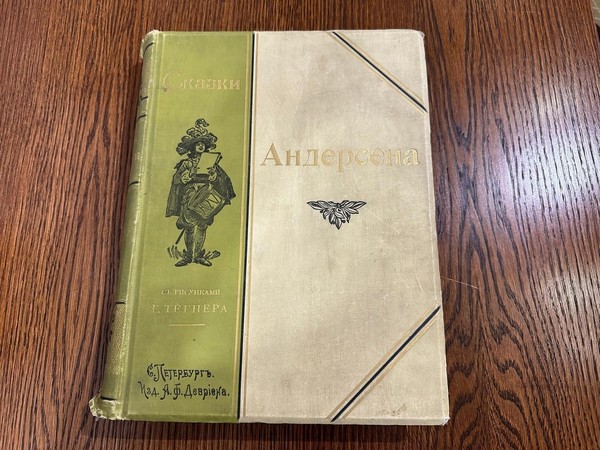 Сказки
Андерсена
СЪ РИСУНКАМИ
Г. ТЕГНЕРА
С. Петербургъ.
Изд. А. Ф. Девріена.